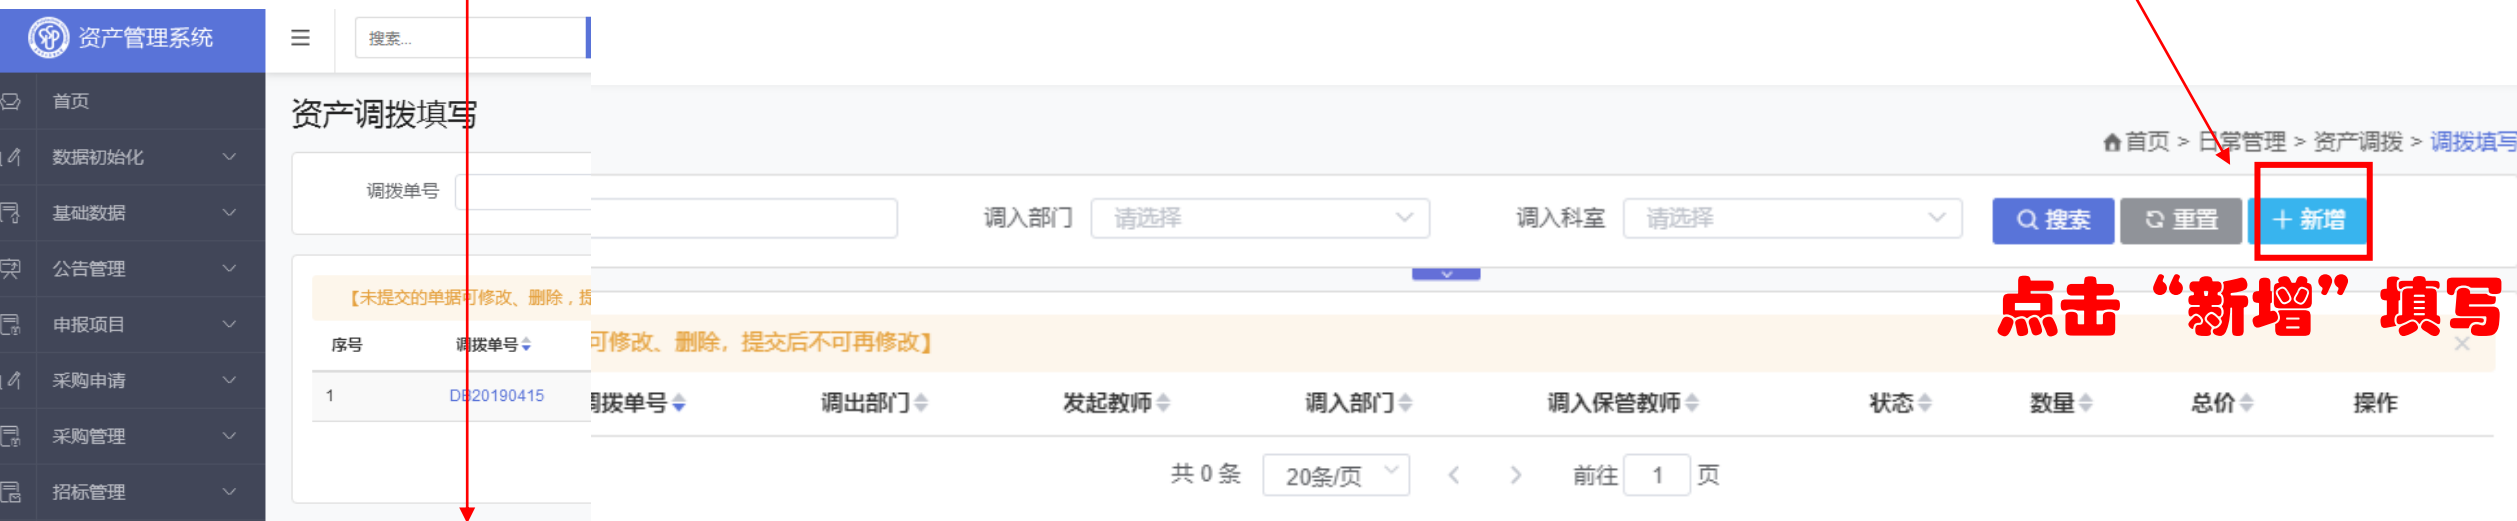 资产管理系统
搜索...
首页
数据初始化
基础数据
公告管理
申报项目
采购申请
采购管理
招标管理
资产调拨填写
首页 > 日常管理 > 资产调拨 > 调拨填写
调拨单号
调入部门 请选择
调入科室 请选择
搜索
重置
+ 新增
点击“新增”填写
【未提交的单据可修改、删除，提
可修改、删除，提交后不可再修改】
序号 调拨单号
1 DB20190415
调拨单号 调出部门 发起教师 调入部门 调入保管教师 状态 数量 总价 操作
共 0 条 20条/页 < > 前往 1 页